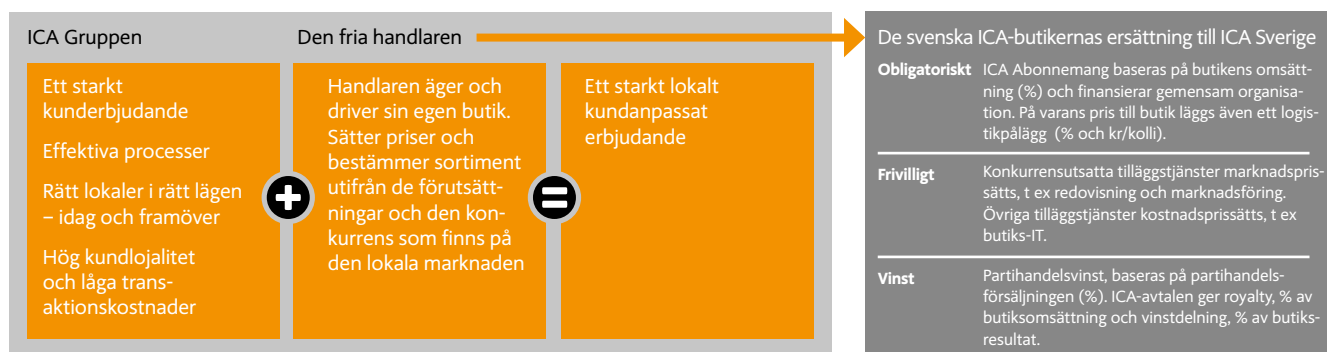 ICA Gruppen
Ett starkt
kunderbjudande
Effektiva processer
Rätt lokaler i rätt lägen
– idag och framöver
Hög kundlojalitet
och låga trans-
aktionskostnader
+
Den fria handlaren
Handlaren äger och
driver sin egen butik.
Sätter priser och
bestämmer sortiment
utifrån de förutsätt-
ningar och den kon-
kurrens som finns på
den lokala marknaden
=
Ett starkt lokalt
kundanpassat
erbjudande
De svenska ICA-butikernas ersättning till ICA Sverige
Obligatoriskt ICA Abonnemang baseras på butikens omsätt-
ning (%) och finansierar gemensam organisa-
tion. På varans pris till butik läggs även ett logis-
tikpålägg (% och kr/kolli).
Frivilligt Konkurrensutsatta tilläggstjänster marknadspris-
sätts, t ex redovisning och marknadsföring.
Övriga tilläggstjänster kostnadsprissätts, t ex
butiks-IT.
Vinst Partihandelsvinst, baseras på partihandels-
försäljningen (%). ICA-avtalen ger royalty, % av
butiksomsättning och vinstdelning, % av butiks-
resultat.